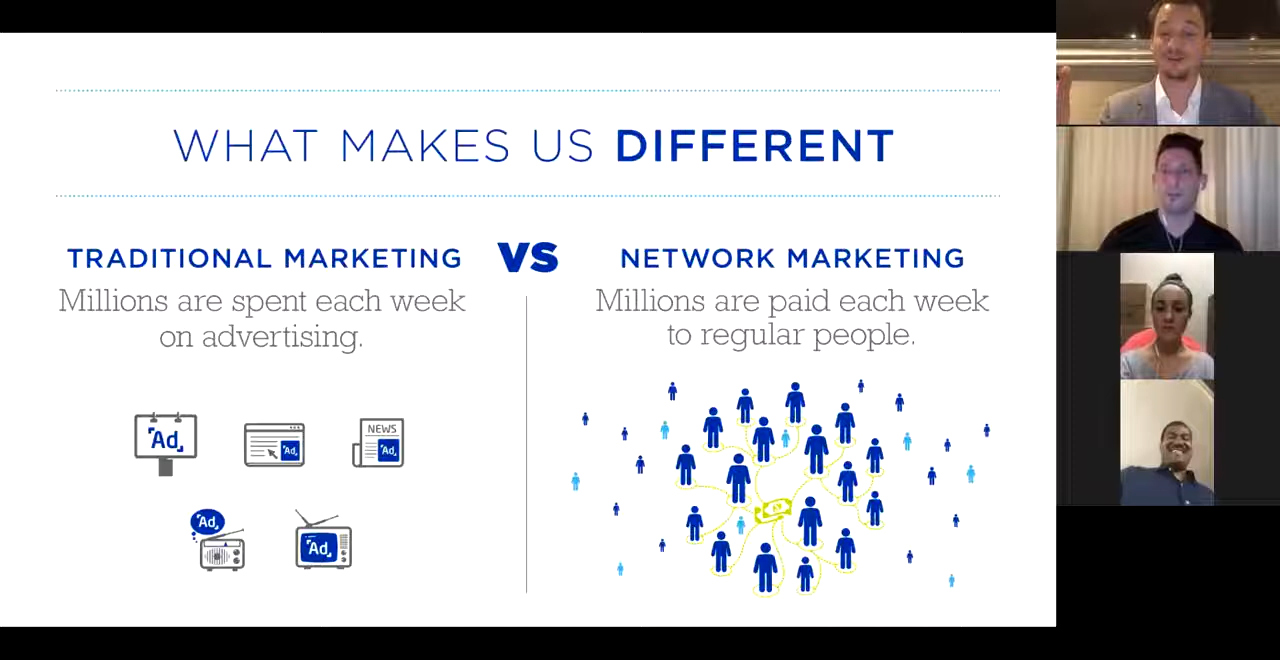 WHAT MAKES US DIFFERENT
TRADITIONAL MARKETING
VS
NETWORK MARKETING
Millions are spent each week
on advertising.
Millions are paid each week
to regular people.
Ad
Ad
NEWS
Ad
Ad
Ad